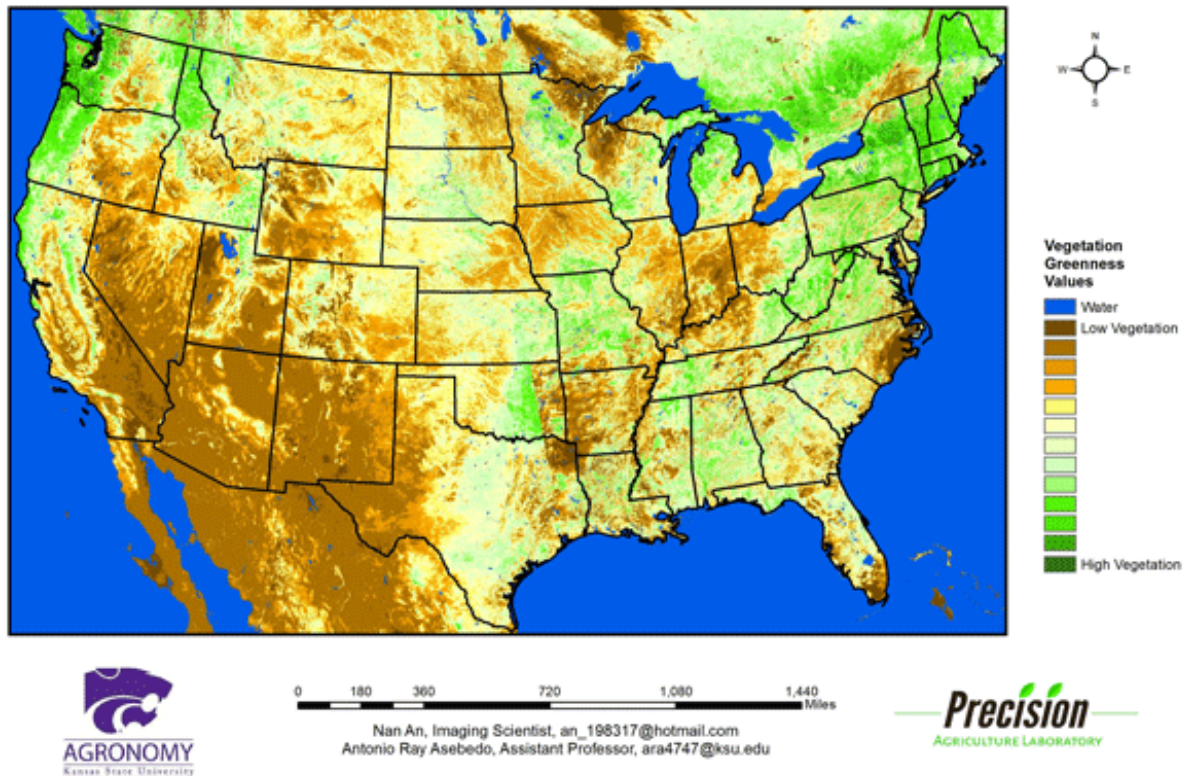 N
W E
S
Vegetation
Greenness
Values
Water
Low Vegetation
High Vegetation
0 180 360 720 1,080 1,440
Miles
Nan An, Imaging Scientist, an_198317@hotmail.com
Antonio Ray Asebedo, Assistant Professor, ara4747@ksu.edu
AGRONOMY
Kansas State University
Precision
AGRICULTURE LABORATORY